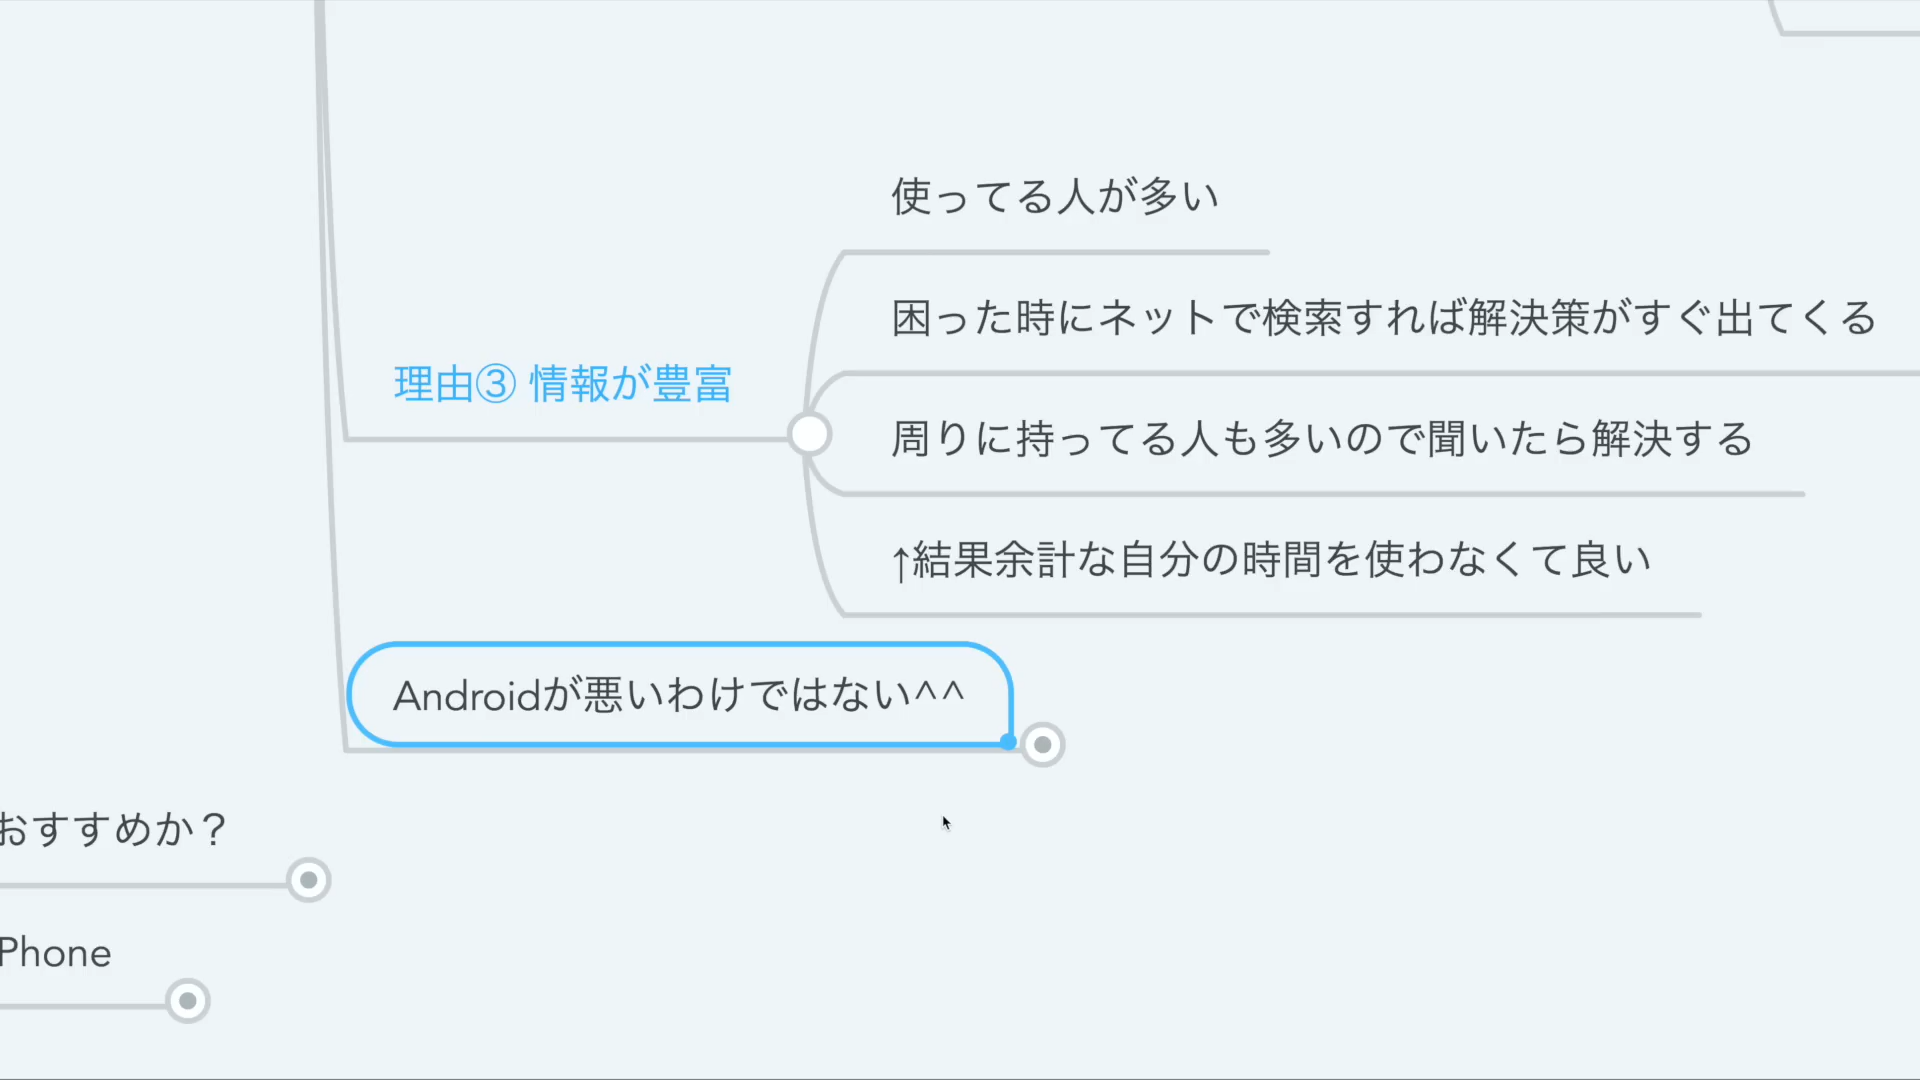 使ってる人が多い
困った時にネットで検索すれば解決策がすぐ出てくる
理由③ 情報が豊富
周りに持ってる人も多いので聞いたら解決する
↑結果余計な自分の時間を使わなくて良い
Androidが悪いわけではない^^
おすすめか？
Phone